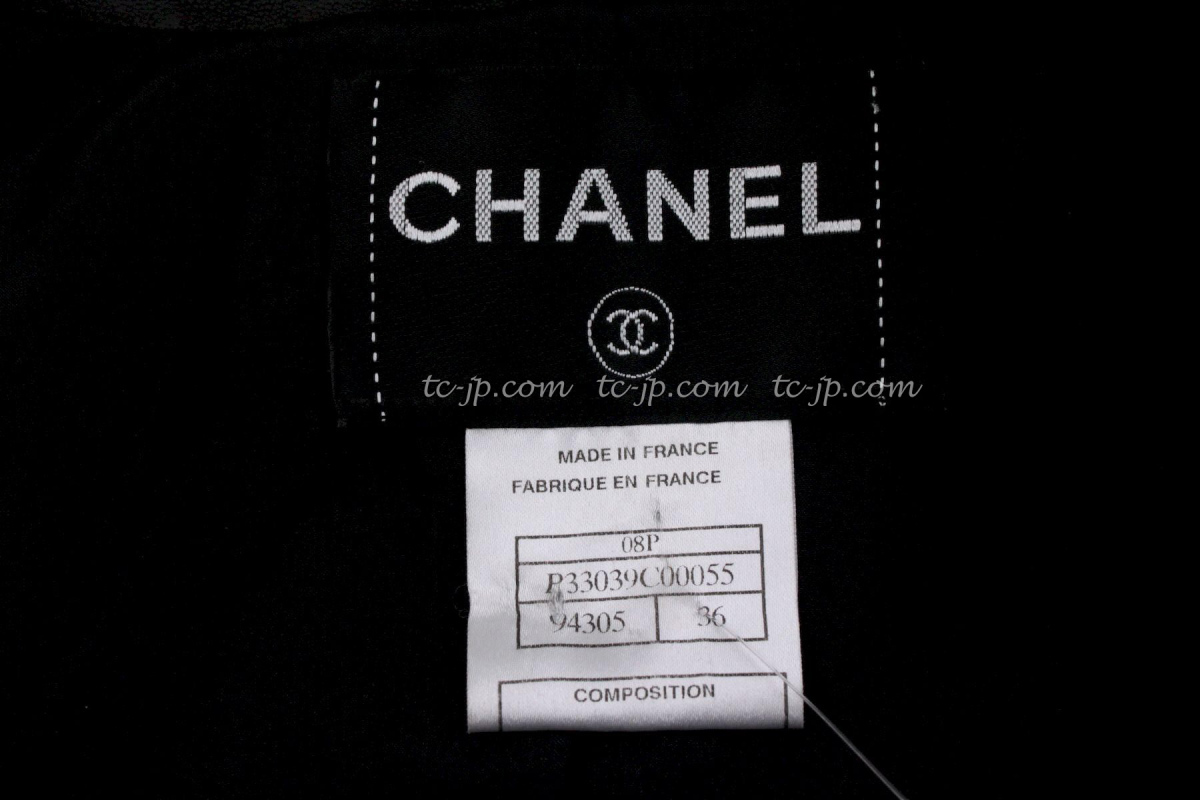 CHANEL
tc-jp.com tc-jp.com tc-jp.com
MADE IN FRANCE
FABRIQUE EN FRANCE
08P
P33039C00055
94305 36
COMPOSITION